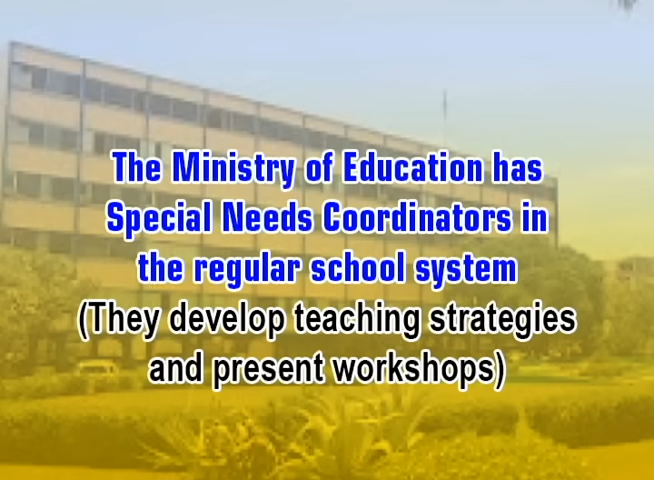 The Ministry of Education has
Special Needs Coordinators in
the regular school system
(They develop teaching strategies
and present workshops)